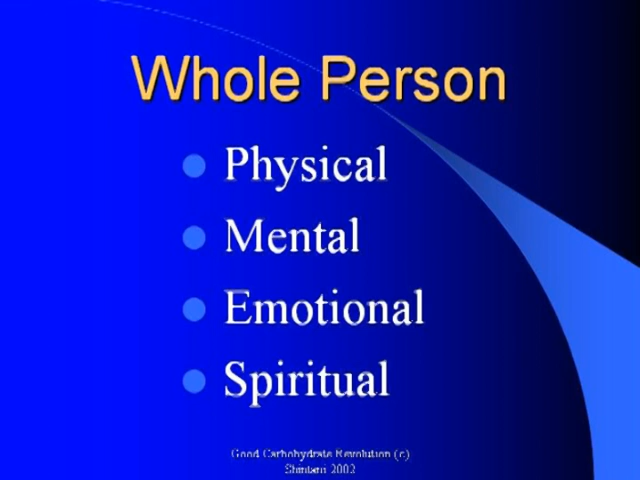 Whole Person
Physical
Mental
Emotional
Spiritual
Good Carbohydrate Revolution (c)
Shintani 2002